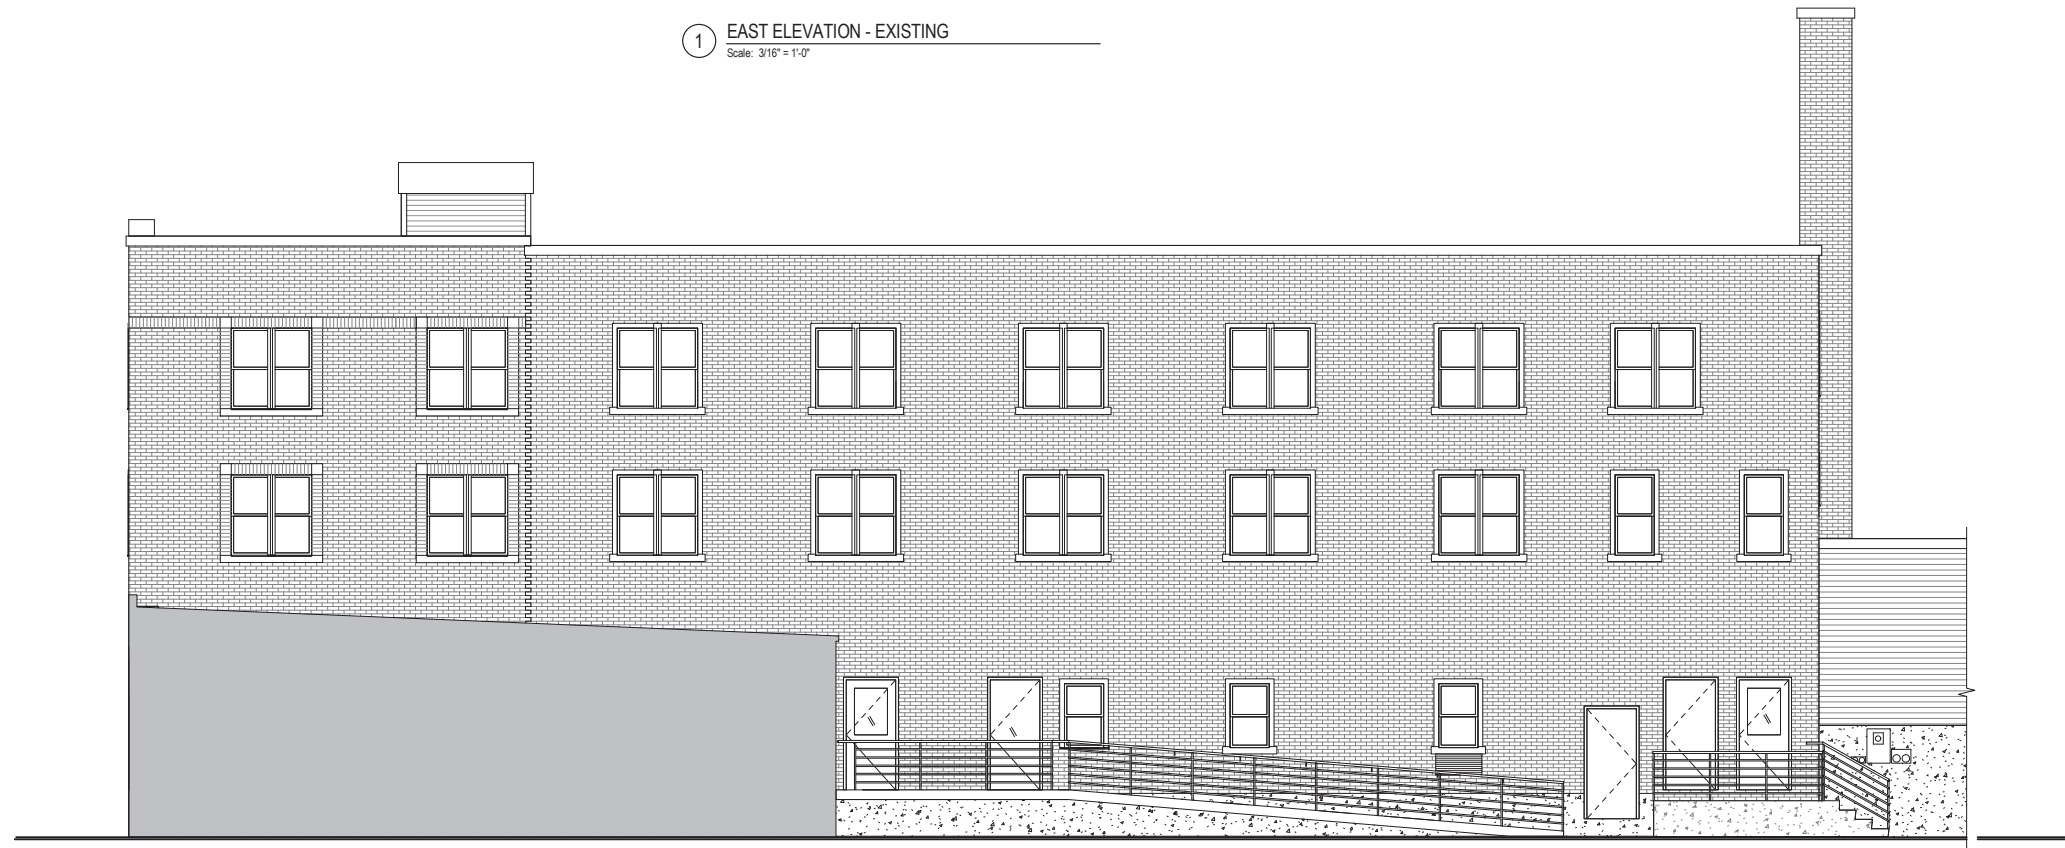 1
EAST ELEVATION - EXISTING
Scale: 3/16" = 1'-0"